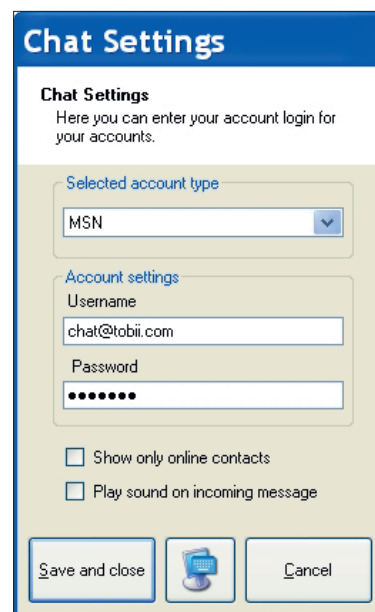 Chat Settings
Chat Settings
Here you can enter your account login for
your accounts.
Selected account type
MSN
Account settings
Username
chat@tobii.com
Password
•••••••
Show only online contacts
Play sound on incoming message
Save and close
Cancel